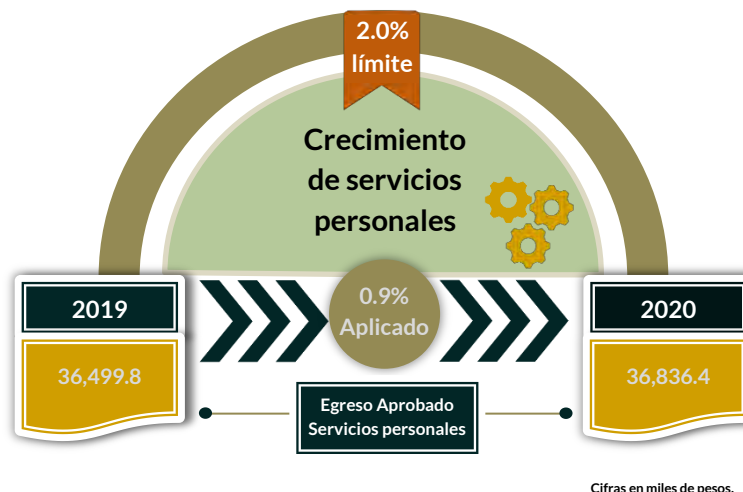 2.0%
límite
Crecimiento
de servicios
personales
2019
0.9%
Aplicado
2020
36,499.8
36,836.4
Egreso Aprobado
Servicios personales
Cifras en miles de pesos.